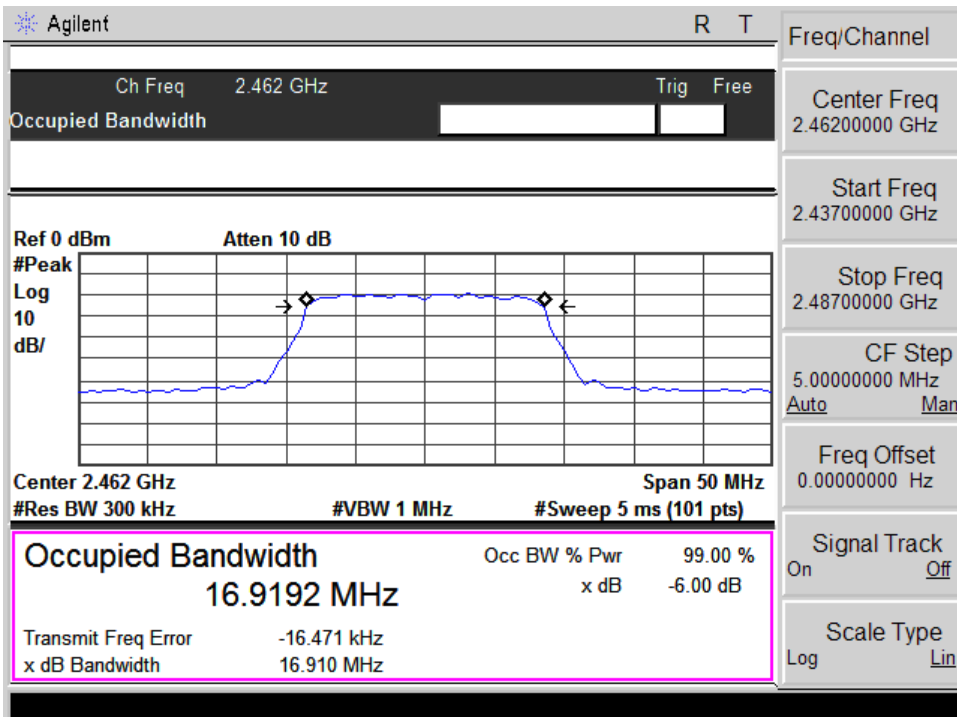 Agilent R T
Ch Freq 2.462 GHz Trig Free
Occupied Bandwidth
Ref 0 dBm Atten 10 dB
#Peak
Log
10
dB/
Center 2.462 GHz Span 50 MHz
#Res BW 300 kHz #VBW 1 MHz #Sweep 5 ms (101 pts)
Occupied Bandwidth
16.9192 MHz
Occ BW % Pwr 99.00 %
x dB -6.00 dB
Transmit Freq Error -16.471 kHz
x dB Bandwidth 16.910 MHz
Freq/Channel
Center Freq
2.46200000 GHz
Start Freq
2.43700000 GHz
Stop Freq
2.48700000 GHz
CF Step
5.00000000 MHz
Auto Man
Freq Offset
0.00000000 Hz
Signal Track
On Off
Scale Type
Log Lin